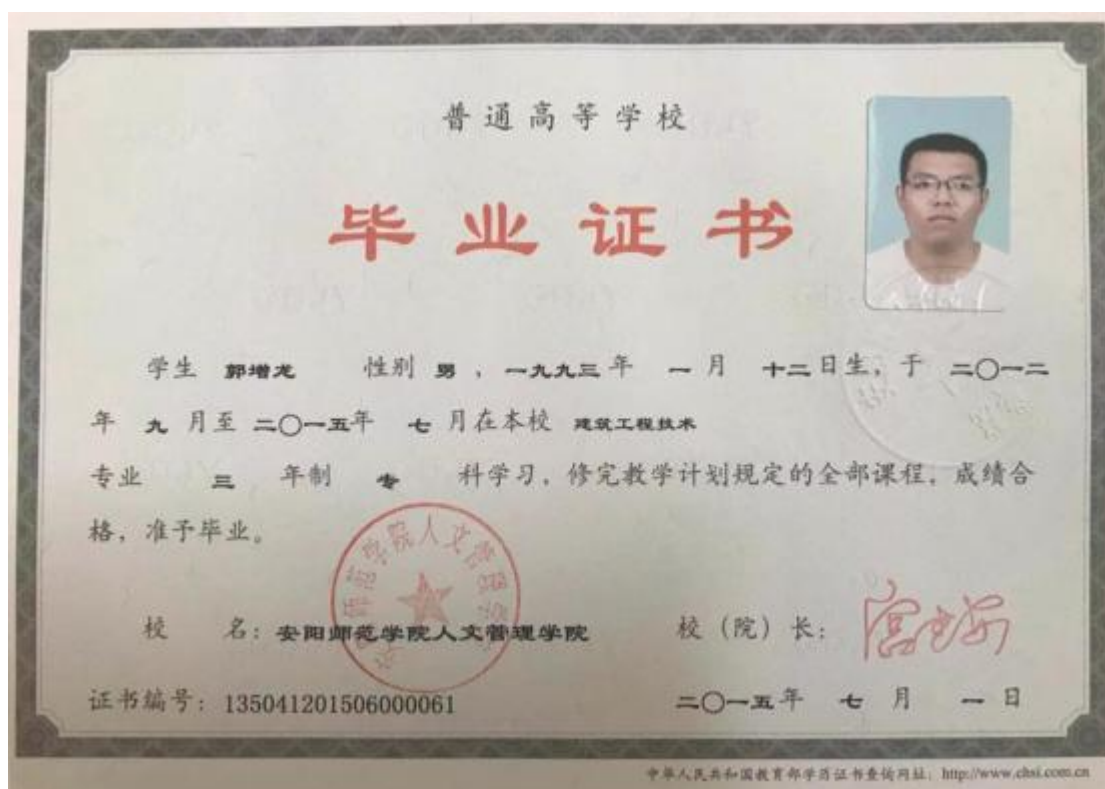 普通高等学校
毕业证书
学生 郭增龙 性别 男 ，一九九三 年 一 月 十二 日生，于 二〇一二
年 九 月至 二〇一五年 七 月在本校 建筑工程技术
专业 三 年制 专 科学习，修完教学计划规定的全部课程，成绩合
格，准予毕业。
校 名：安阳师范学院人文管理学院
校（院）长：
证书编号：135041201506000061
二〇一五年 七 月 一 日
中华人民共和国教育部学历证书查询网址：http://www.chsi.com.cn